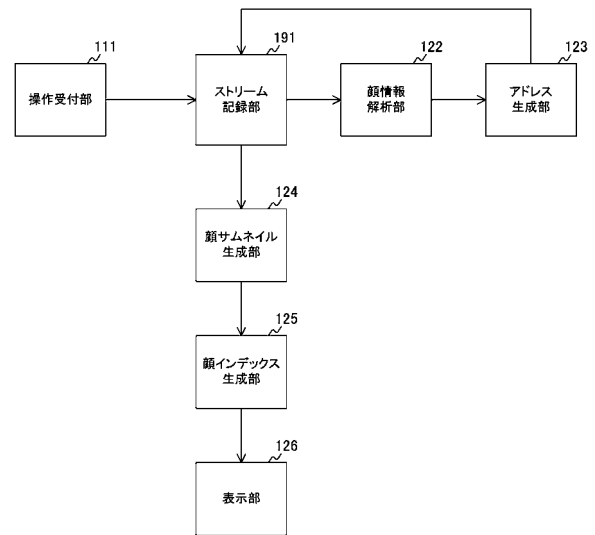 111
操作受付部
191
ストリーム
記録部
122
顔情報
解析部
123
アドレス
生成部
124
顔サムネイル
生成部
125
顔インデックス
生成部
126
表示部